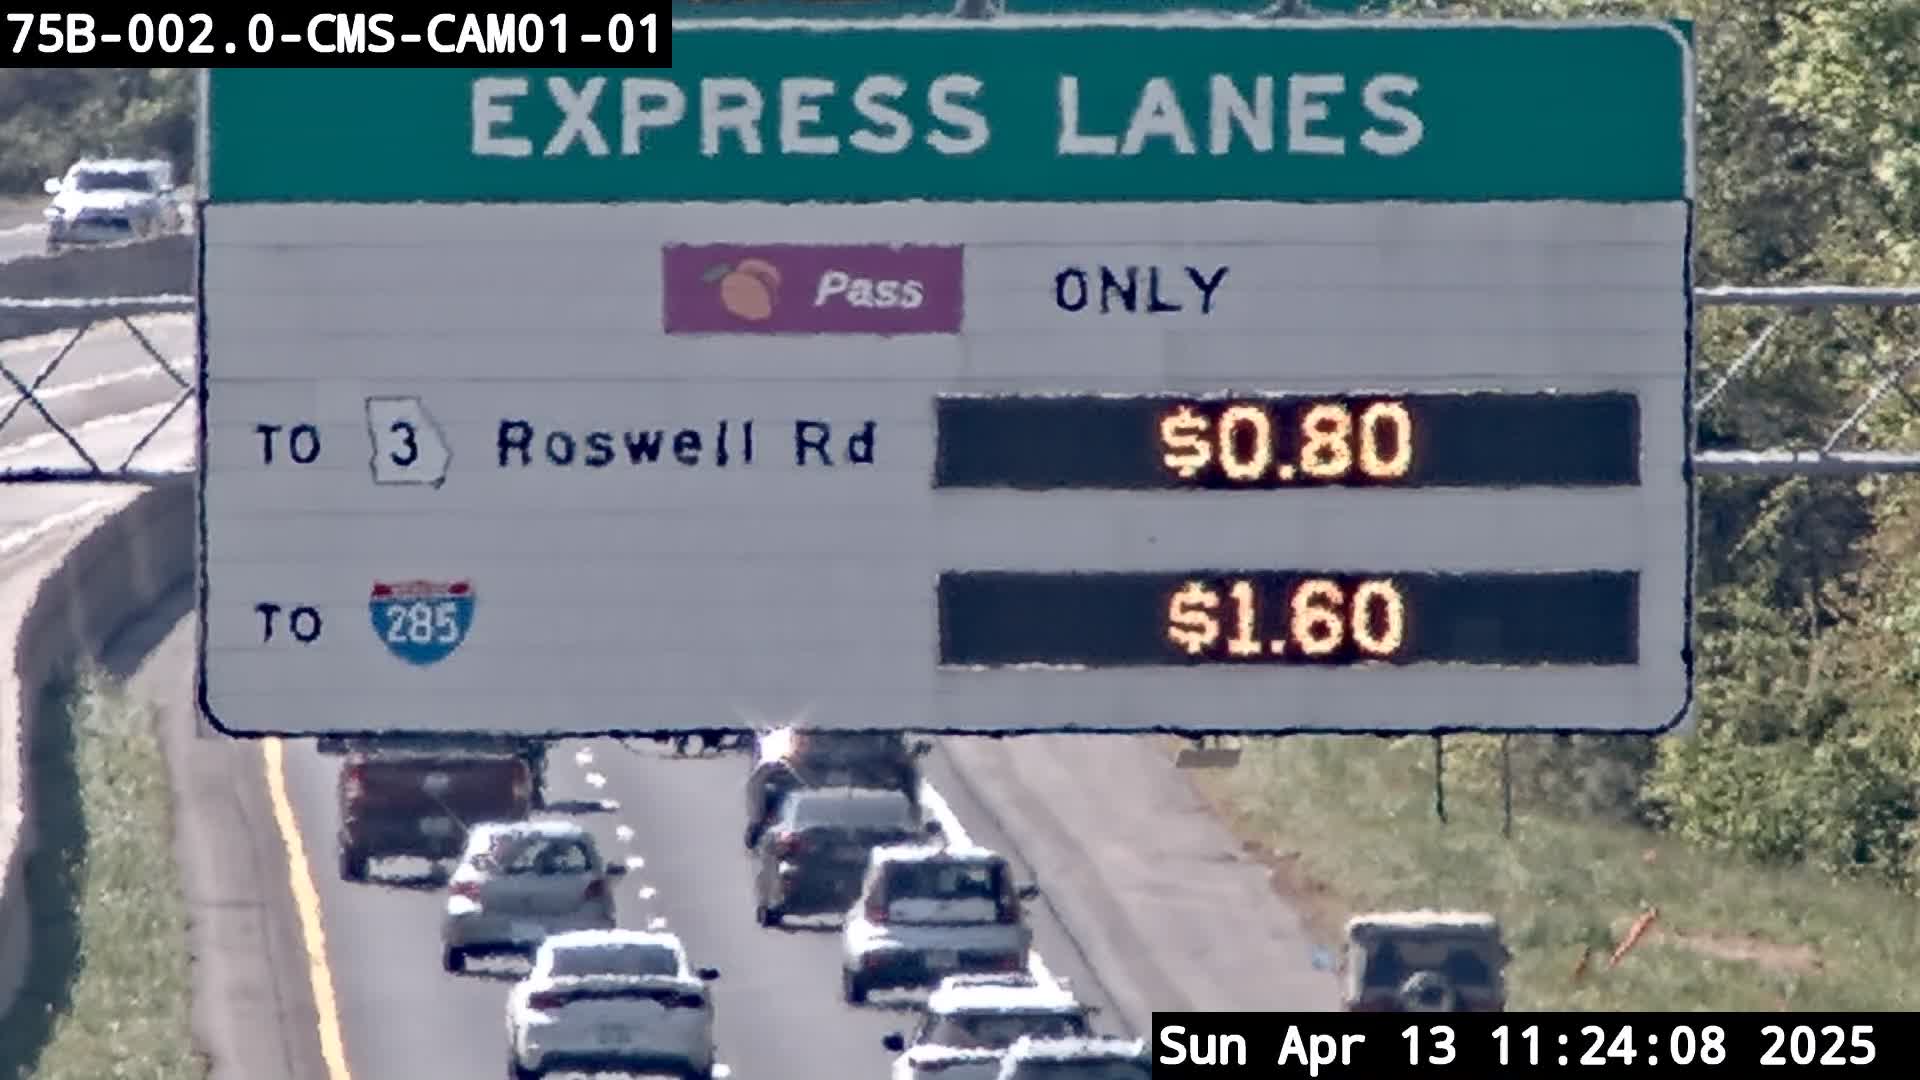 75B-002.0-CMS-CAM01-01
EXPRESS LANES
Pass ONLY
TO 3 Roswell Rd $0.80
TO 285 $1.60
Sun Apr 13 11:24:08 2025